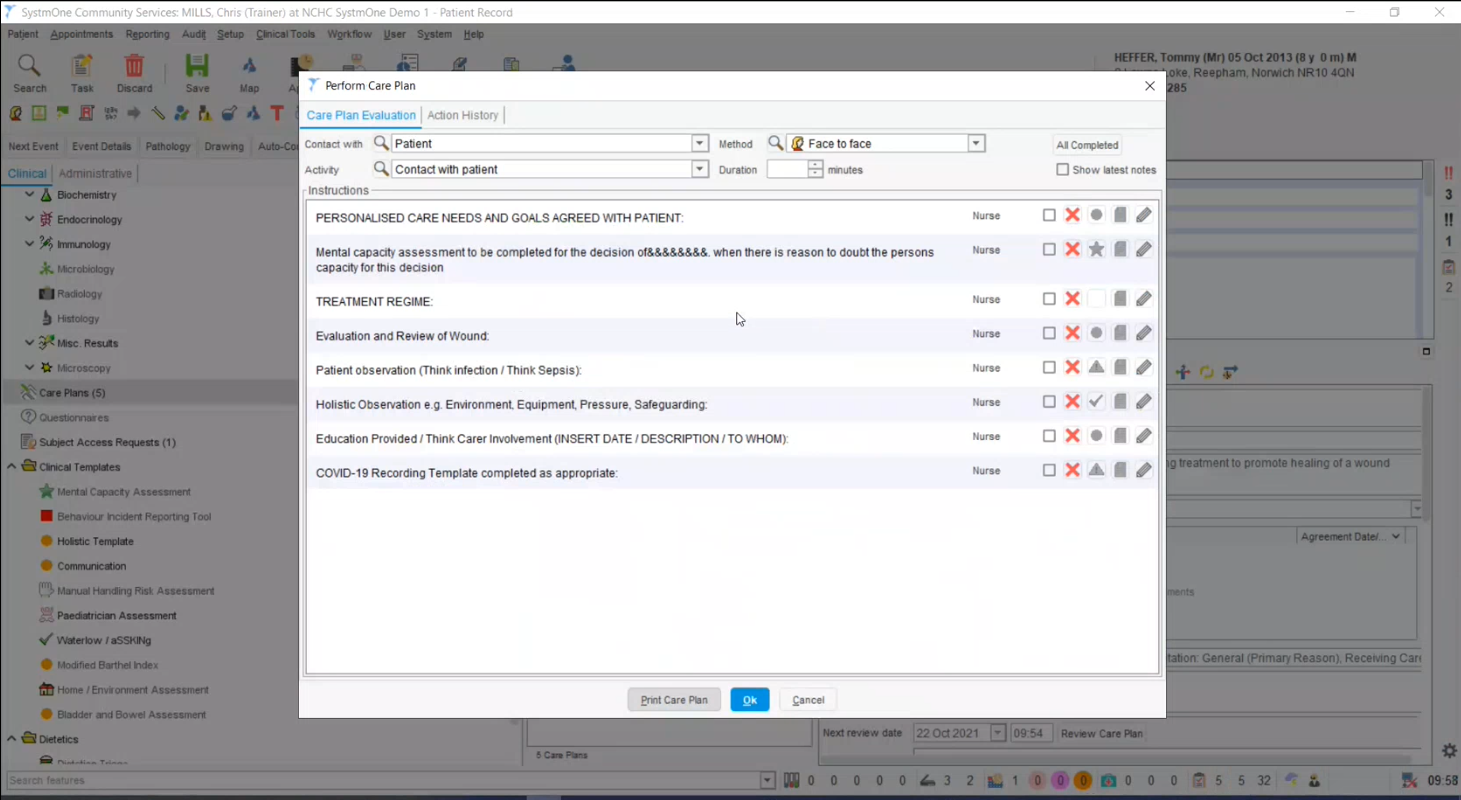 SystmOne Community Services: MILLS, Chris (Trainer) at NCHC SystmOne Demo 1 - Patient Record
Patient Appointments Reporting Audit Setup Clinical Tools Workflow User System Help
HEFFER, Tommy (Mr) 05 Oct 2013 (8 y 0 m) M
Reepham, Norwich NR10 4QN
285
Search Task Discard Save Map
Next Event Event Details Pathology Drawing Auto-Co
Clinical Administrative
Biochemistry
Endocrinology
Immunology
Microbiology
Radiology
Histology
Misc. Results
Microscopy
Care Plans (5)
Questionnaires
Subject Access Requests (1)
Clinical Templates
Mental Capacity Assessment
Behaviour Incident Reporting Tool
Holistic Template
Communication
Manual Handling Risk Assessment
Paediatrician Assessment
Waterlow / aSSKINg
Modified Barthel Index
Home / Environment Assessment
Bladder and Bowel Assessment
Dietetics
Search features
Perform Care Plan
Care Plan Evaluation Action History
Contact with Patient Method Face to face All Completed
Activity Contact with patient Duration minutes Show latest notes
Instructions
PERSONALISED CARE NEEDS AND GOALS AGREED WITH PATIENT: Nurse
Mental capacity assessment to be completed for the decision of&&&&&&&&. when there is reason to doubt the persons Nurse
capacity for this decision
TREATMENT REGIME: Nurse
Evaluation and Review of Wound: Nurse
Patient observation (Think infection / Think Sepsis): Nurse
Holistic Observation e.g. Environment, Equipment, Pressure, Safeguarding: Nurse
Education Provided / Think Carer Involvement (INSERT DATE / DESCRIPTION / TO WHOM): Nurse
COVID-19 Recording Template completed as appropriate: Nurse
Print Care Plan Ok Cancel
!!
3
!!
1
2
ng treatment to promote healing of a wound
Agreement Date/...
ments
tation: General (Primary Reason), Receiving Care
5 Care Plans
Next review date 22 Oct 2021 09:54 Review Care Plan
0 0 0 0 0 3 2 1 0 0 0 0 0 0 5 5 32 09:58